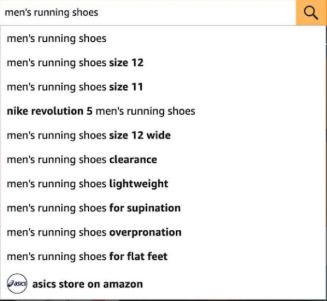 men's running shoes
men's running shoes
men's running shoes size 12
men's running shoes size 11
nike revolution 5 men's running shoes
men's running shoes size 12 wide
men's running shoes clearance
men's running shoes lightweight
men's running shoes for supination
men's running shoes overpronation
men's running shoes for flat feet
asics asics store on amazon